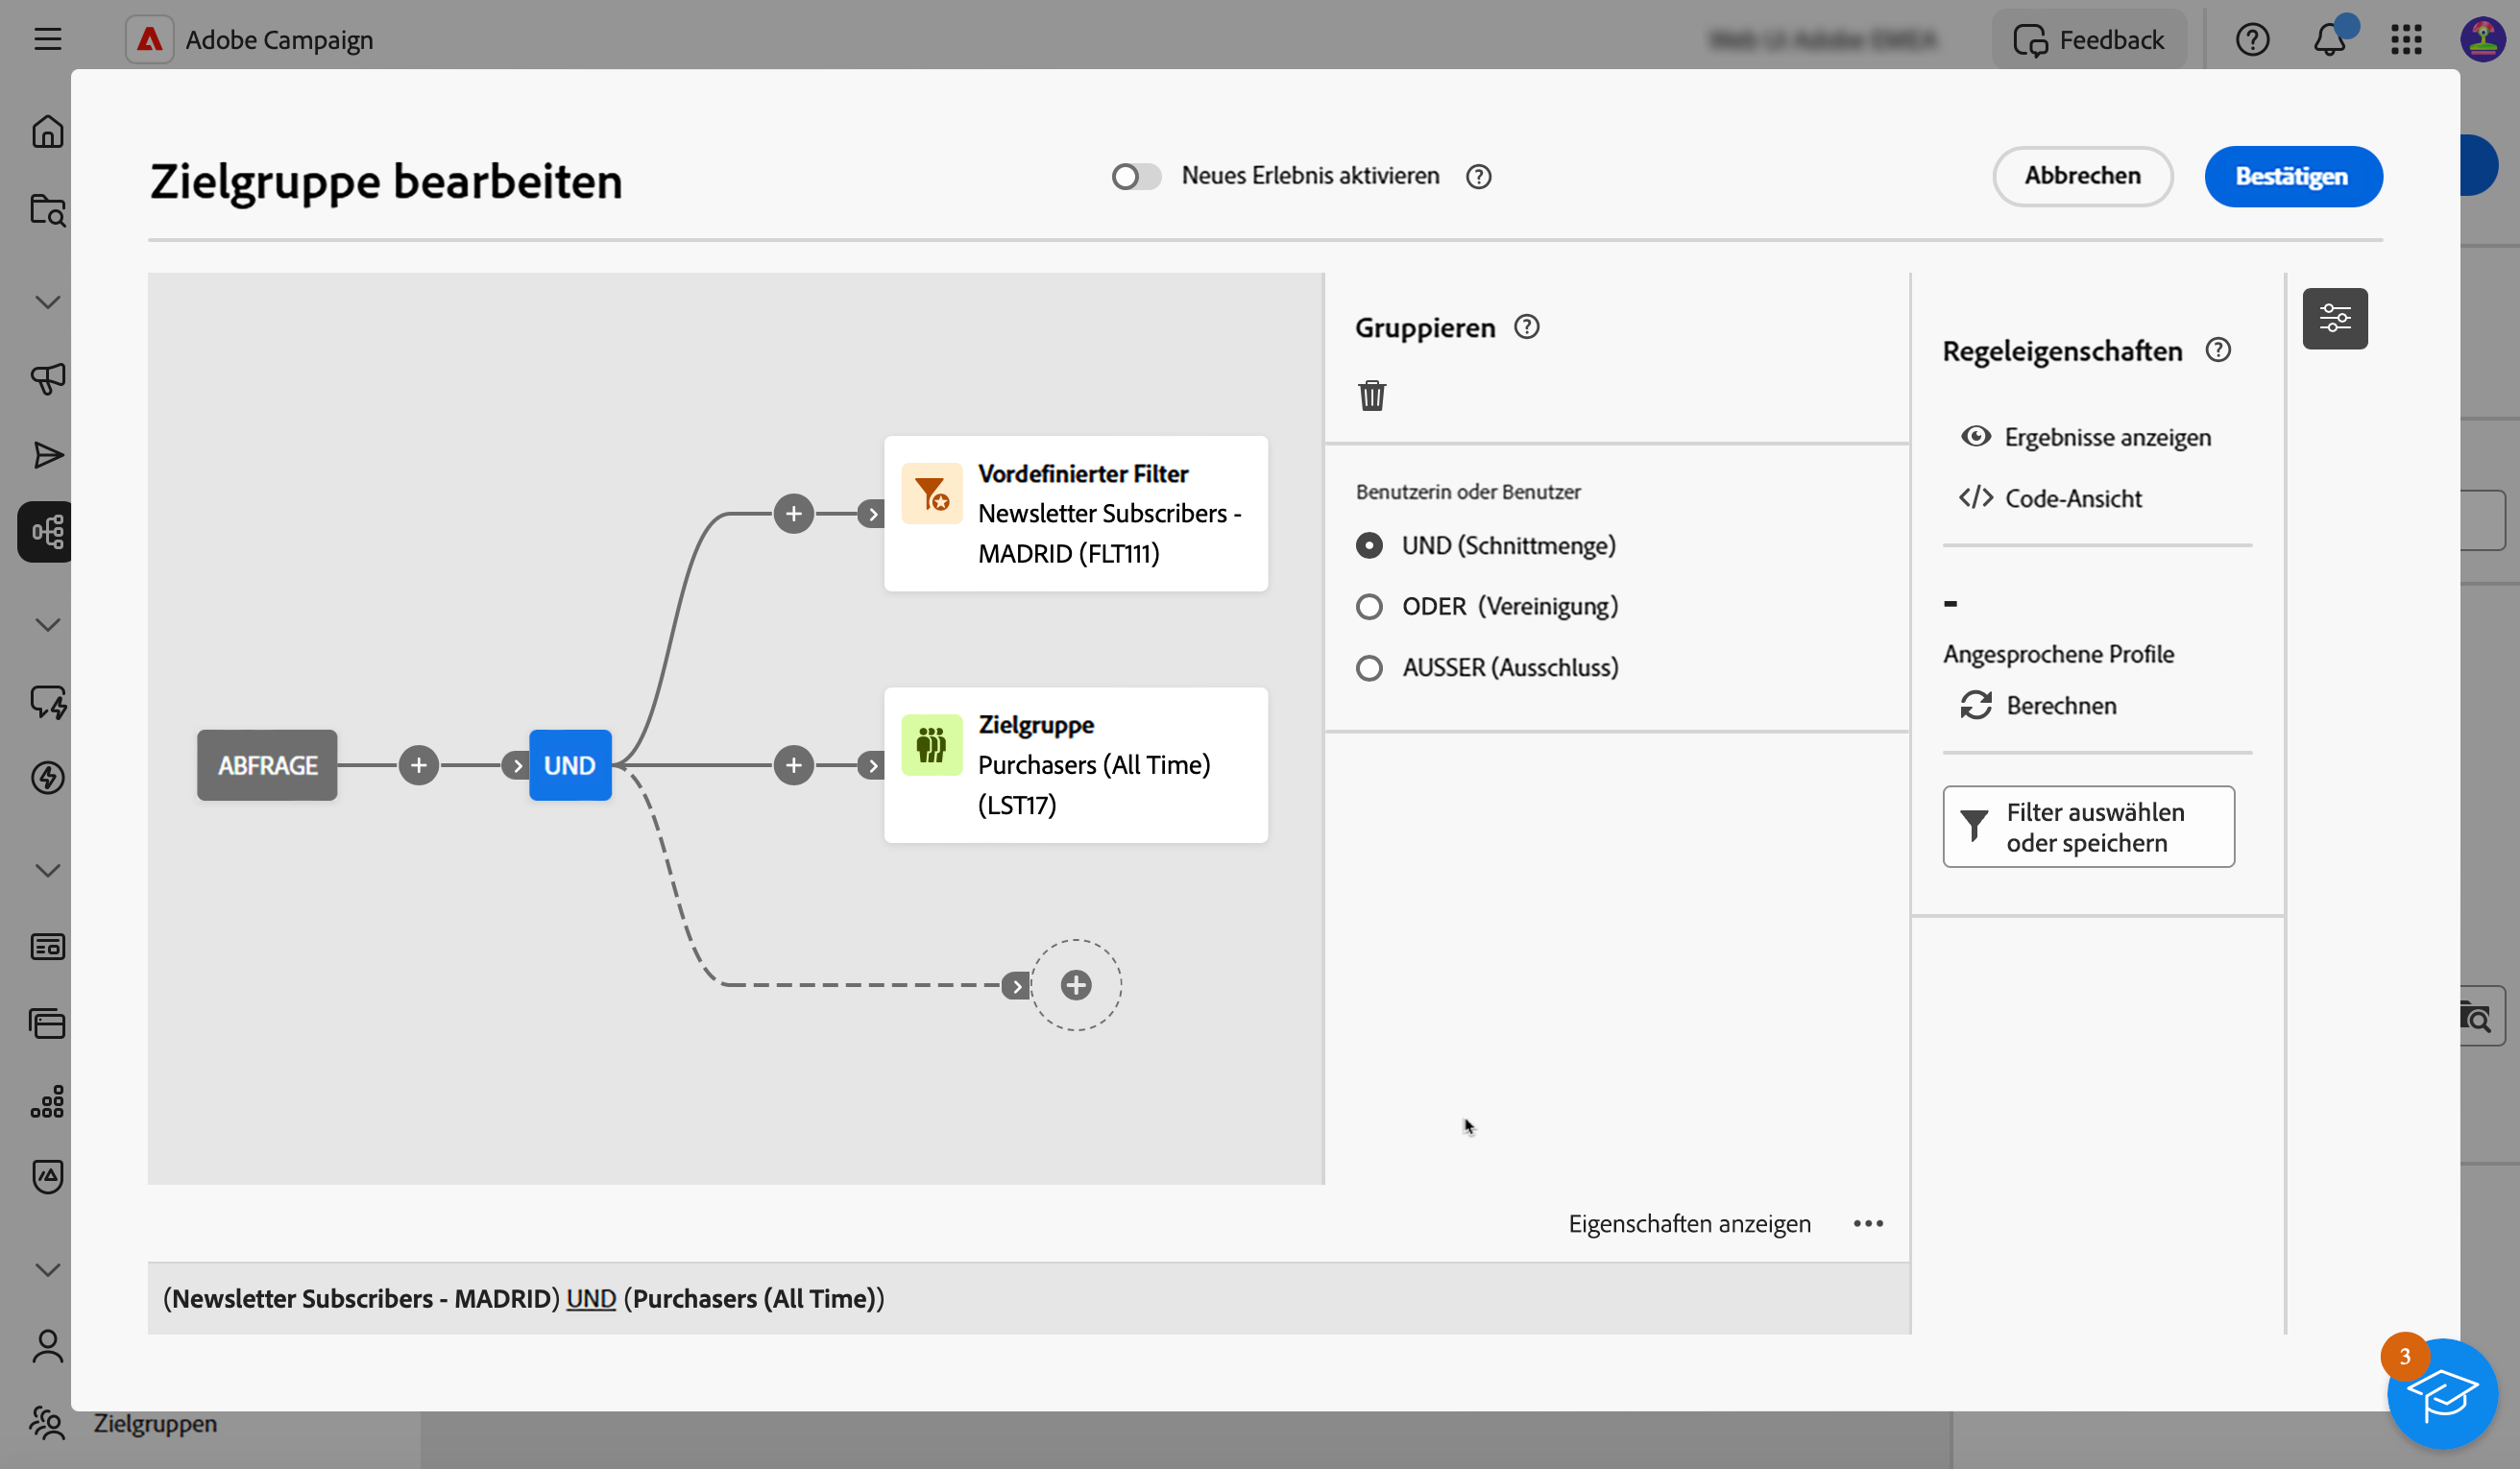 Adobe Campaign
Feedback
Zielgruppe bearbeiten
Neues Erlebnis aktivieren
Abbrechen
Bestätigen
Vordefinierter Filter
Newsletter Subscribers -
MADRID (FLT111)
Zielgruppe
Purchasers (All Time)
(LST17)
ABFRAGE
UND
Gruppieren
Benutzerin oder Benutzer
UND (Schnittmenge)
ODER (Vereinigung)
AUSSER (Ausschluss)
Regeleigenschaften
Ergebnisse anzeigen
Code-Ansicht
-
Angesprochene Profile
Berechnen
Filter auswählen
oder speichern
Eigenschaften anzeigen
(Newsletter Subscribers - MADRID) UND (Purchasers (All Time))
3
Zielgruppen